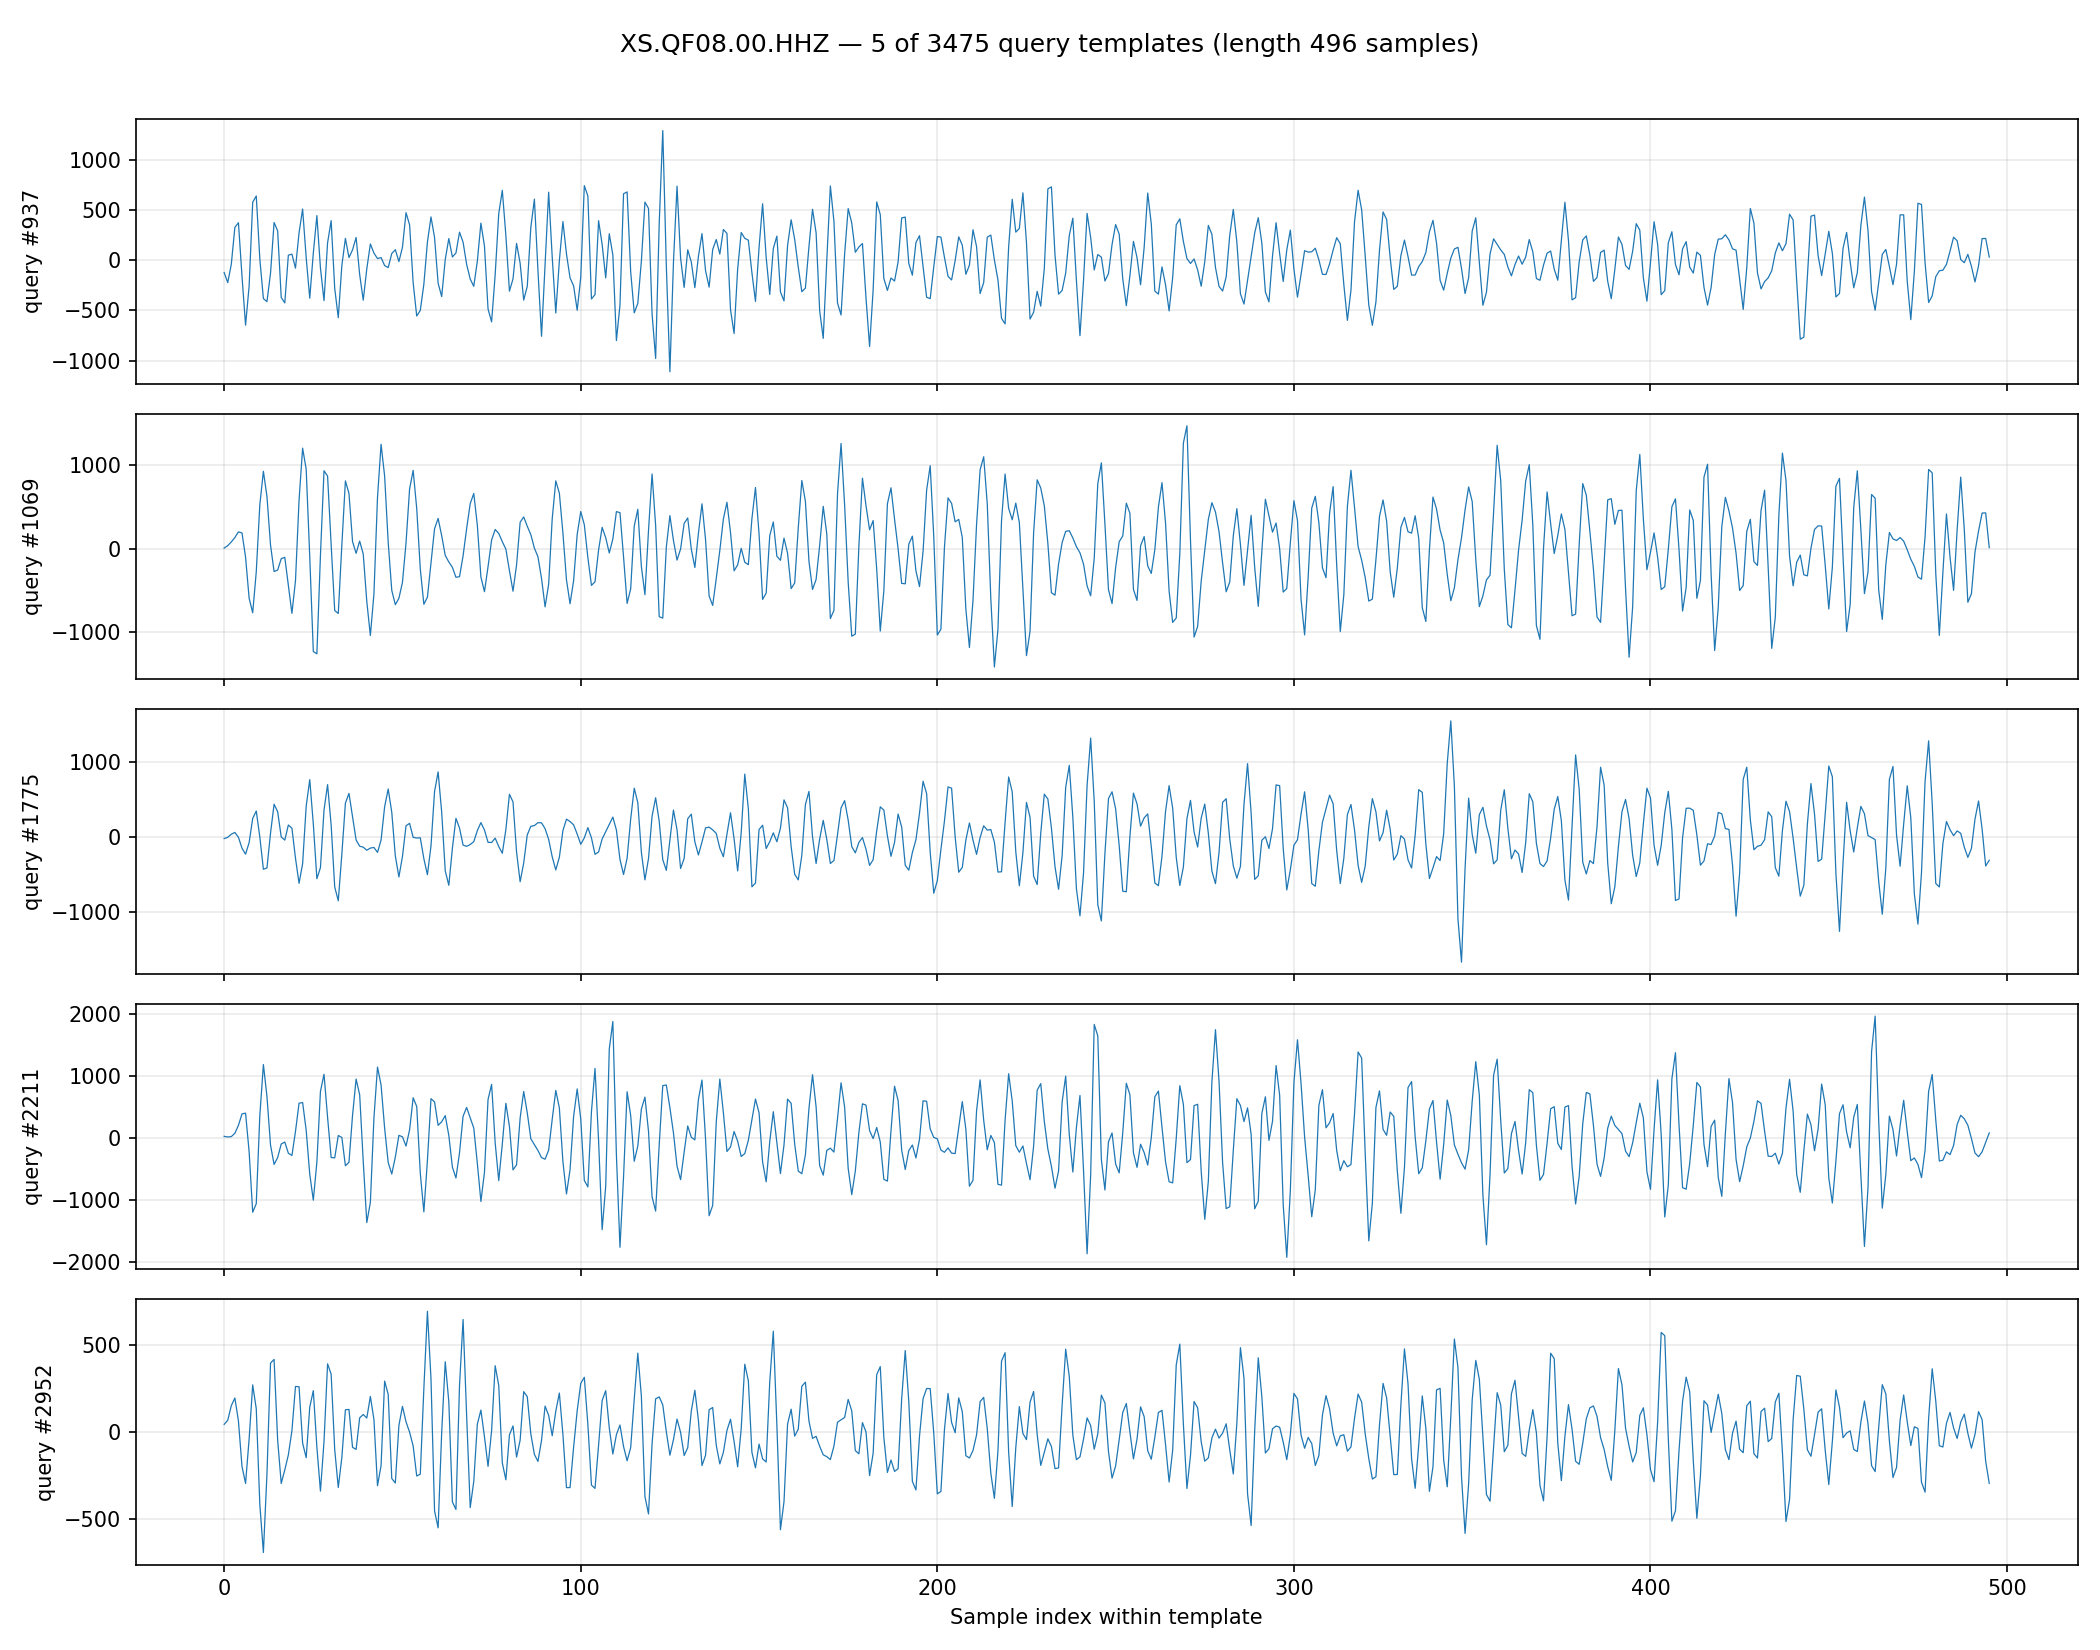 XS.QF08.00.HHZ — 5 of 3475 query templates (length 496 samples)
query #937
1000
500
0
−500
−1000
query #1069
1000
0
−1000
query #1775
1000
0
−1000
query #2211
2000
1000
0
−1000
−2000
query #2952
500
0
−500
0 100 200 300 400 500
Sample index within template